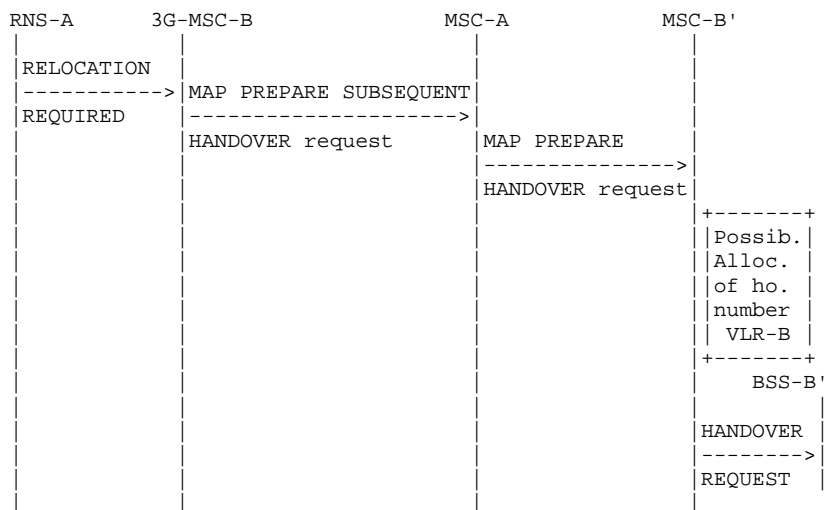 RNS-A 3G-MSC-B MSC-A MSC-B'
RELOCATION
MAP PREPARE SUBSEQUENT
REQUIRED
HANDOVER request MAP PREPARE
HANDOVER request
Possib.
Alloc.
of ho.
number
VLR-B
BSS-B'
HANDOVER
REQUEST